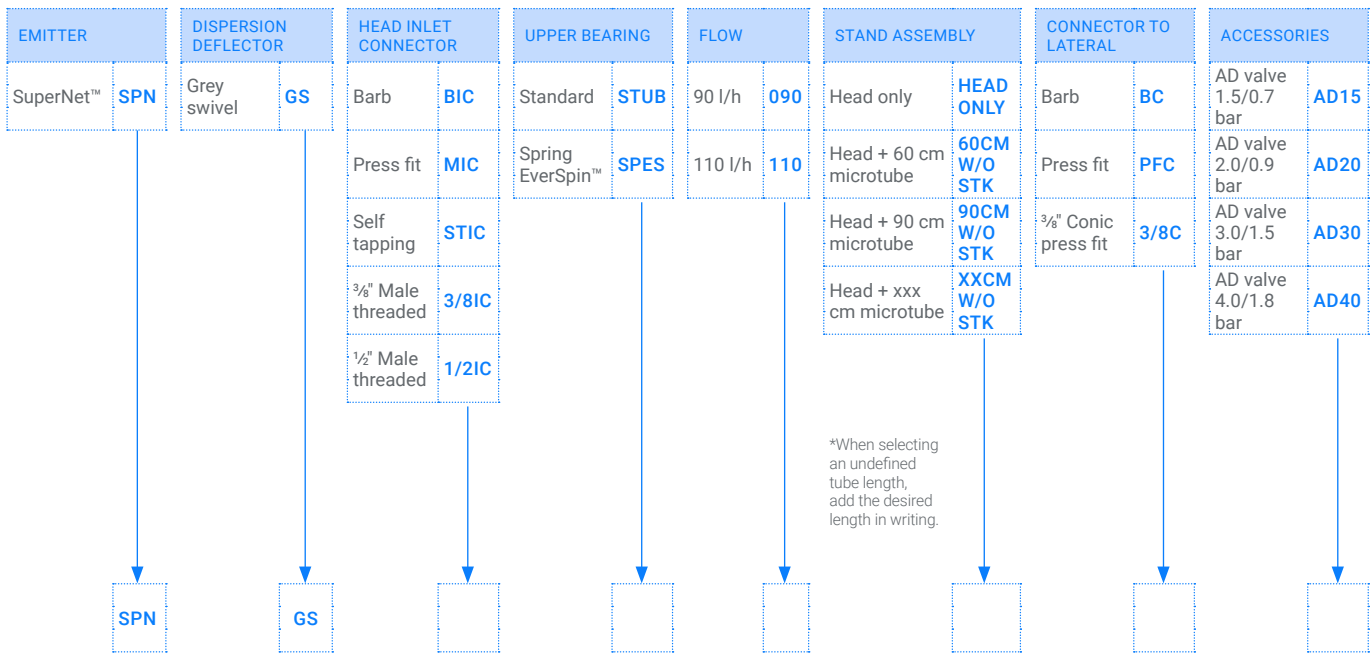 EMITTER
DISPERSION
DEFLECTOR
HEAD INLET
CONNECTOR
UPPER BEARING
FLOW
STAND ASSEMBLY
CONNECTOR TO
LATERAL
ACCESSORIES
SuperNet™
SPN
Grey
swivel
GS
Barb
BIC
Standard
STUB
90 l/h
090
Head only
HEAD
ONLY
Barb
BC
AD valve
1.5/0.7
bar
AD15
Press fit
MIC
Spring
EverSpin™
SPES
110 l/h
110
Head + 60 cm
microtube
60CM
W/O
STK
Press fit
PFC
AD valve
2.0/0.9
bar
AD20
Self
tapping
STIC
Head + 90 cm
microtube
90CM
W/O
STK
⅜" Conic
press fit
3/8C
AD valve
3.0/1.5
bar
AD30
⅜" Male
threaded
3/8IC
Head + xxx
cm microtube
XXCM
W/O
STK
AD valve
4.0/1.8
bar
AD40
½" Male
threaded
1/2IC
*When selecting
an undefined
tube length,
add the desired
length in writing.
SPN
GS